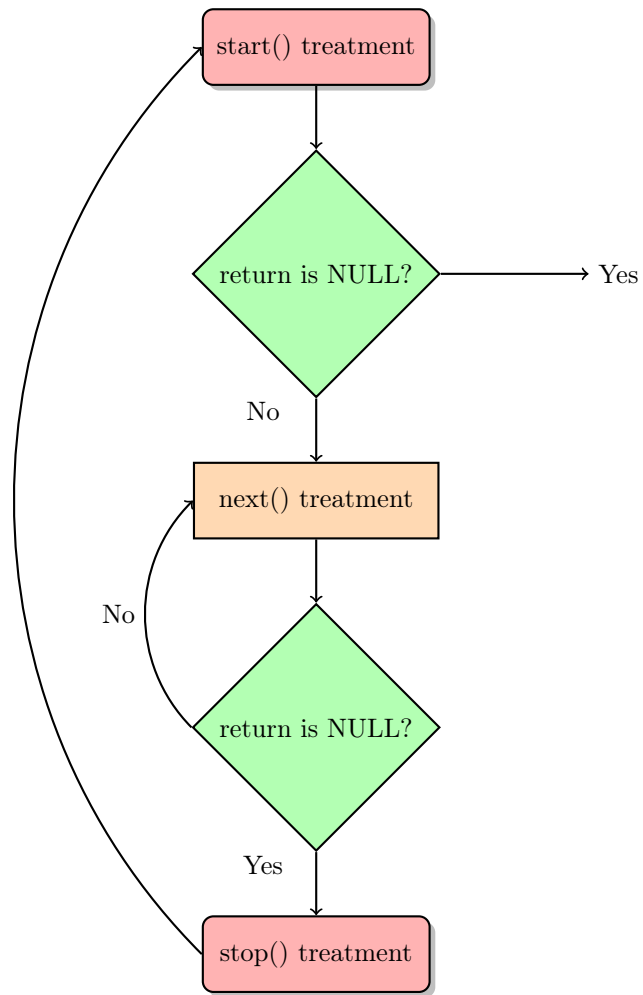 start() treatment
return is NULL?
Yes
No
next() treatment
No
return is NULL?
Yes
stop() treatment